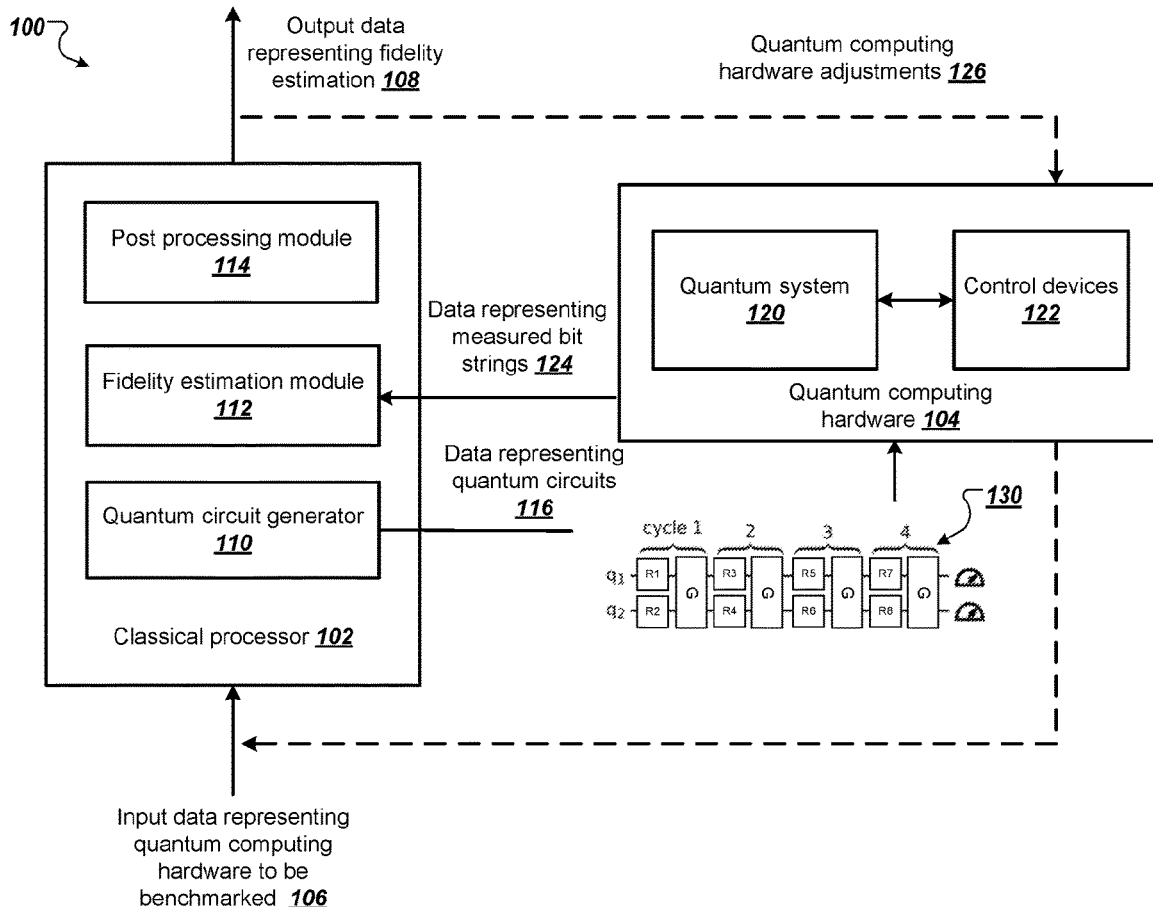 100
Output data
representing fidelity
estimation 108
Quantum computing
hardware adjustments 126
Post processing module
114
Fidelity estimation module
112
Quantum circuit generator
110
Classical processor 102
Data representing
measured bit
strings 124
Data representing
quantum circuits
116
Quantum system
120
Control devices
122
Quantum computing
hardware 104
130
cycle 1 2 3 4
q1 R1 G R3 G R5 G R7 G
q2 R2 R4 R6 R8
Input data representing
quantum computing
hardware to be
benchmarked 106